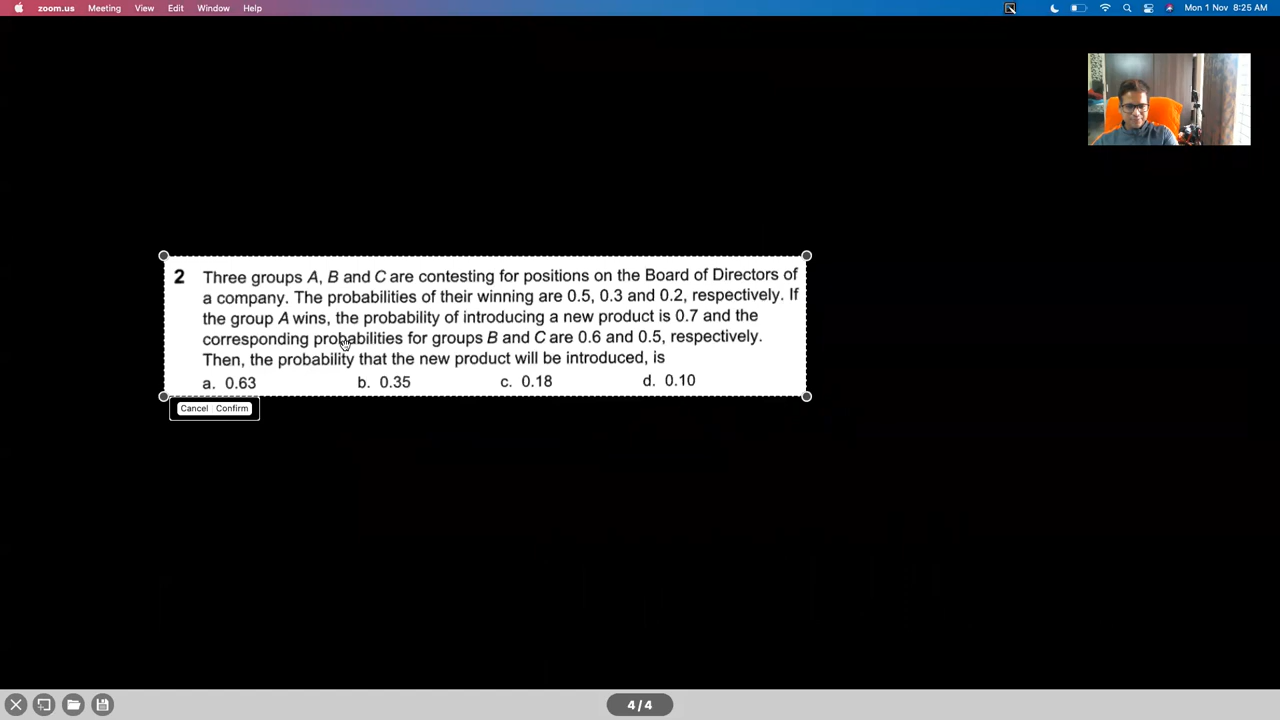 zoom.us Meeting View Edit Window Help Mon 1 Nov 8:25 AM
2 Three groups A, B and C are contesting for positions on the Board of Directors of
a company. The probabilities of their winning are 0.5, 0.3 and 0.2, respectively. If
the group A wins, the probability of introducing a new product is 0.7 and the
corresponding probabilities for groups B and C are 0.6 and 0.5, respectively.
Then, the probability that the new product will be introduced, is
a. 0.63 b. 0.35 c. 0.18 d. 0.10
Cancel Confirm
4 / 4